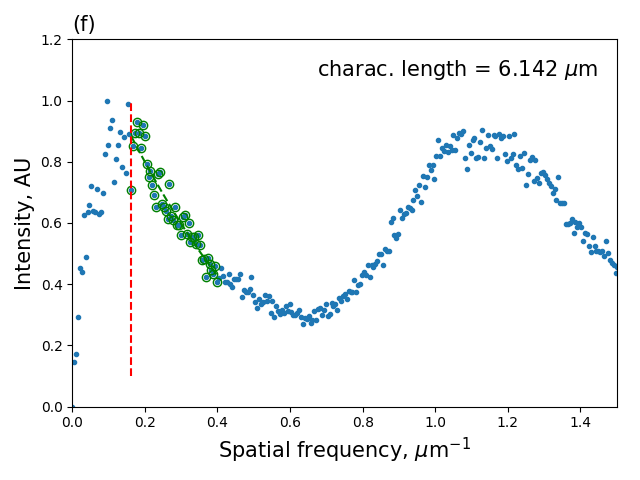 (f)
charac. length = 6.142 μm
Intensity, AU
1.2
1.0
0.8
0.6
0.4
0.2
0.0
0.0 0.2 0.4 0.6 0.8 1.0 1.2 1.4
Spatial frequency, μm⁻¹